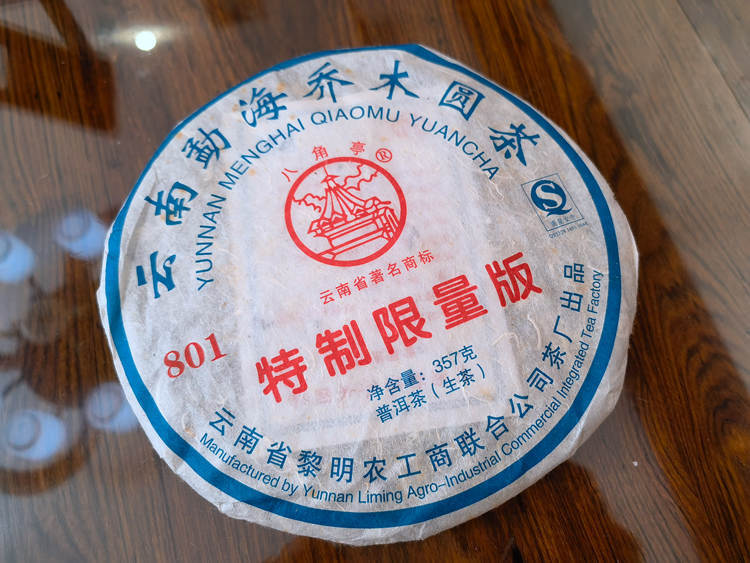 云南勐海乔木圆茶
YUNNAN MENGHAI QIAOMU YUANCHA
八角亭®
云南省著名商标
801
特制限量版
净含量：357克
普洱茶（生茶）
云南省黎明农工商联合公司茶厂出品
Manufactured by Yunnan Liming Agro–Industrial Commercial Integrated Tea Factory